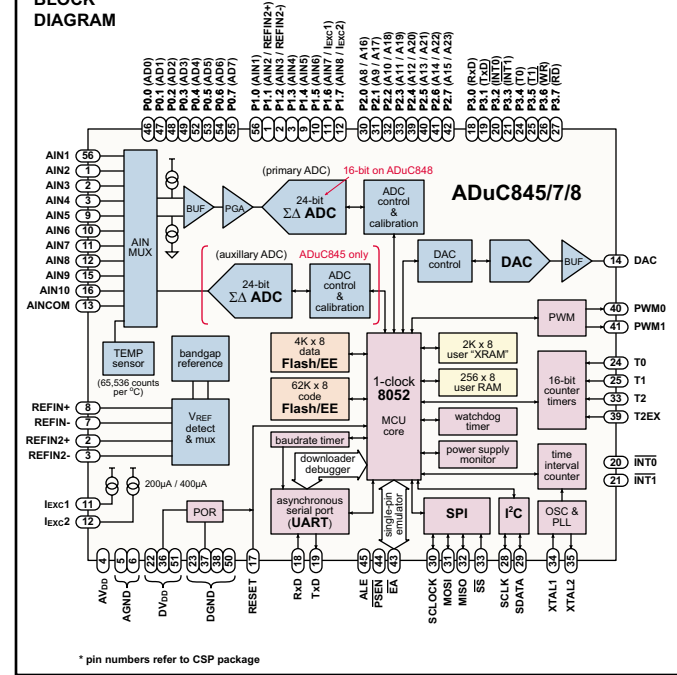 BLOCK
DIAGRAM
P0.0 (AD0)
P0.1 (AD1)
P0.2 (AD2)
P0.3 (AD3)
P0.4 (AD4)
P0.5 (AD5)
P0.6 (AD6)
P0.7 (AD7)
P1.0 (AIN1)
P1.1 (AIN2 / REFIN2+)
P1.2 (AIN3 / REFIN2-)
P1.3 (AIN4)
P1.4 (AIN5)
P1.5 (AIN6)
P1.6 (AIN7 / IEXC1)
P1.7 (AIN8 / IEXC2)
P2.0 (A8 / A16)
P2.1 (A9 / A17)
P2.2 (A10 / A18)
P2.3 (A11 / A19)
P2.4 (A12 / A20)
P2.5 (A13 / A21)
P2.6 (A14 / A22)
P2.7 (A15 / A23)
P3.0 (RxD)
P3.1 (TxD)
P3.2 (INT0)
P3.3 (INT1)
P3.4 (T0)
P3.5 (T1)
P3.6 (WR)
P3.7 (RD)
46 47 48 49 52 53 54 55
56 1 2 3 9 10 11 12
30 31 32 33 39 40 41 42
18 19 20 21 24 25 26 27
AIN1 56
AIN2 1
AIN3 2
AIN4 3
AIN5 9
AIN6 10
AIN7 11
AIN8 12
AIN9 15
AIN10 16
AINCOM 13
AIN
MUX
BUF
PGA
(primary ADC)
16-bit on ADuC848
24-bit
ΣΔ ADC
ADC
control
&
calibration
ADuC845/7/8
(auxillary ADC)
ADuC845 only
24-bit
ΣΔ ADC
ADC
control
&
calibration
DAC
control
DAC
BUF
14 DAC
TEMP
sensor
(65,536 counts
per °C)
bandgap
reference
VREF
detect
& mux
REFIN+ 8
REFIN- 7
REFIN2+ 2
REFIN2- 3
200µA / 400µA
IEXC1 11
IEXC2 12
4K x 8
data
Flash/EE
62K x 8
code
Flash/EE
1-clock
8052
MCU
core
2K x 8
user “XRAM”
256 x 8
user RAM
watchdog
timer
power supply
monitor
PWM
40 PWM0
41 PWM1
16-bit
counter
timers
24 T0
25 T1
33 T2
39 T2EX
time
interval
counter
20 INT0
21 INT1
baudrate timer
downloader
debugger
asynchronous
serial port
(UART)
single-pin
emulator
SPI
I²C
OSC &
PLL
POR
4 5 6 22 36 51 23 37 38 50 17 18 19 45 44 43 30 31 32 33 28 29 34 35
AVDD
AGND
DVDD
DGND
RESET
RxD
TxD
ALE
PSEN
EA
SCLOCK
MOSI
MISO
SS
SCLK
SDATA
XTAL1
XTAL2
* pin numbers refer to CSP package